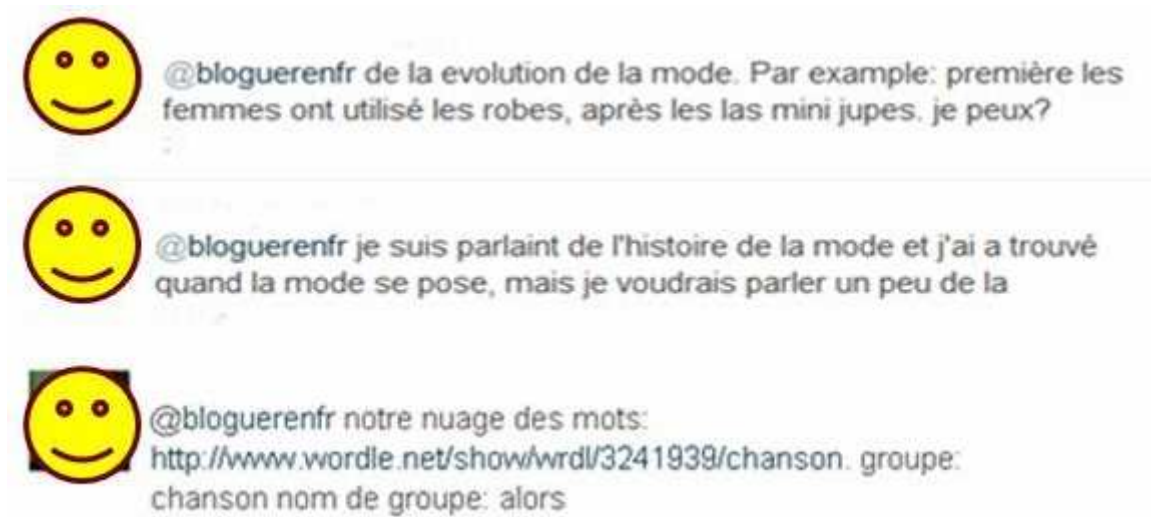 @bloguerenfr de la evolution de la mode. Par example: première les
femmes ont utilisé les robes, après les las mini jupes. je peux?
@bloguerenfr je suis parlaint de l'histoire de la mode et j'ai a trouvé
quand la mode se pose, mais je voudrais parler un peu de la
@bloguerenfr notre nuage des mots:
http://www.wordle.net/show/wrdl/3241939/chanson. groupe:
chanson nom de groupe: alors